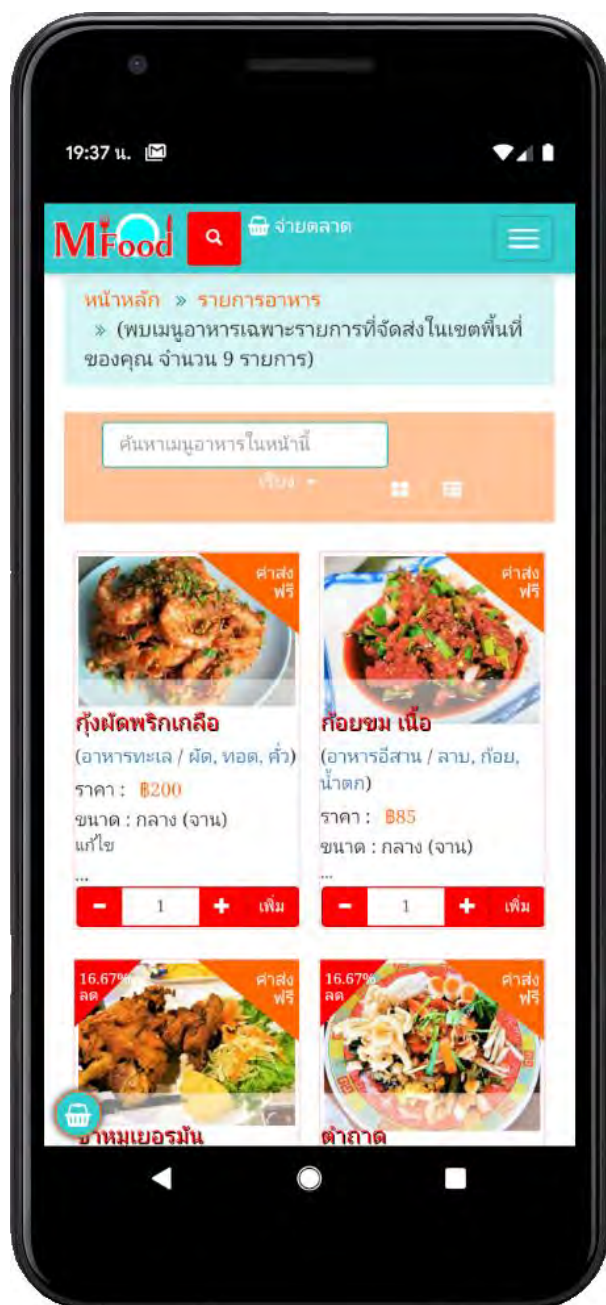 19:37 น.
MFood
จ่ายตลาด
หน้าหลัก » รายการอาหาร
» (พบเมนูอาหารเฉพาะรายการที่จัดส่งในเขตพื้นที่
ของคุณ จำนวน 9 รายการ)
ค้นหาเมนูอาหารในหน้านี้
เรียง
ค่าส่ง
ฟรี
กุ้งผัดพริกเกลือ
(อาหารทะเล / ผัด, ทอด, คั่ว)
ราคา : ฿200
ขนาด : กลาง (จาน)
แก้ไข
...
- 1 + เพิ่ม
ค่าส่ง
ฟรี
ก้อยขม เนื้อ
(อาหารอีสาน / ลาบ, ก้อย,
น้ำตก)
ราคา : ฿85
ขนาด : กลาง (จาน)
...
- 1 + เพิ่ม
16.67%
ลด
ค่าส่ง
ฟรี
ขาหมูเยอรมัน
16.67%
ลด
ค่าส่ง
ฟรี
ตำถาด